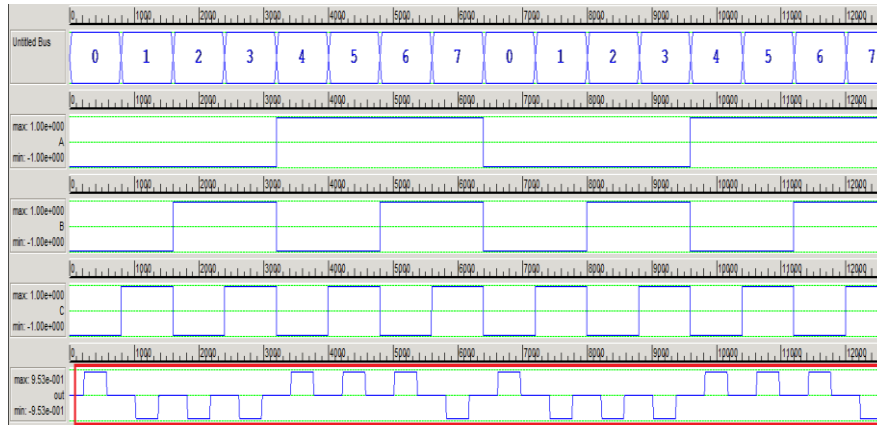 0 1000 2000 3000 4000 5000 6000 7000 8000 9000 10000 11000 12000
Untitled Bus
0 1 2 3 4 5 6 7 0 1 2 3 4 5 6 7
0 1000 2000 3000 4000 5000 6000 7000 8000 9000 10000 11000 12000
max: 1.00e+000
A
min: -1.00e+000
0 1000 2000 3000 4000 5000 6000 7000 8000 9000 10000 11000 12000
max: 1.00e+000
B
min: -1.00e+000
0 1000 2000 3000 4000 5000 6000 7000 8000 9000 10000 11000 12000
max: 1.00e+000
C
min: -1.00e+000
0 1000 2000 3000 4000 5000 6000 7000 8000 9000 10000 11000 12000
max: 9.53e-001
out
min: -9.53e-001